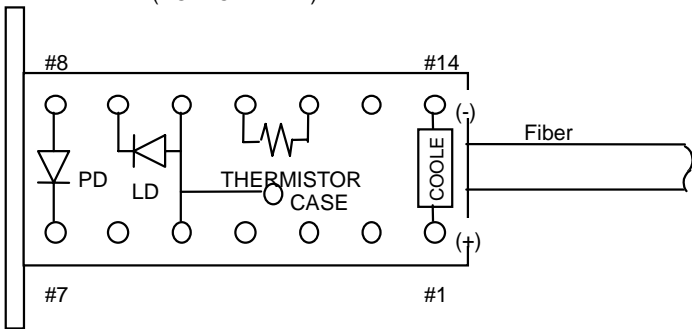 #8
#14
(-)
Fiber
COOLE
PD
LD
THERMISTOR
CASE
(+)
#7
#1